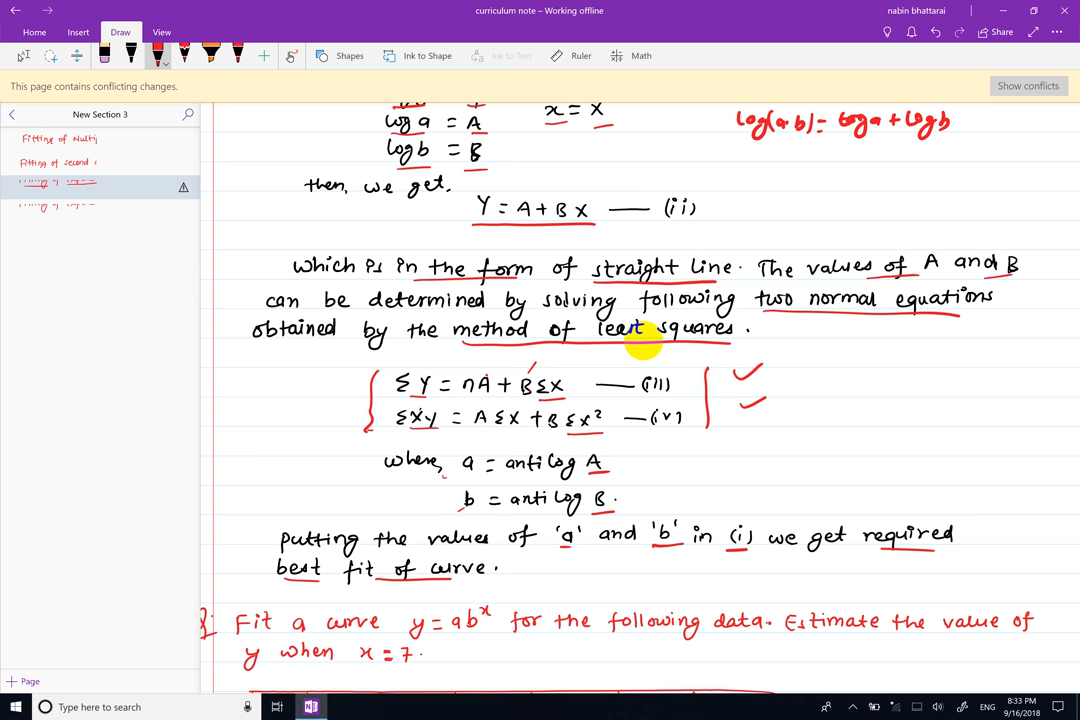 curriculum note – Working offline
nabin bhattarai
Home Insert Draw View
Share
Shapes Ink to Shape Ink to Text Ruler Math
This page contains conflicting changes.
Show conflicts
New Section 3
Fitting of Multip
Fitting of second d
x = X
log a = A
log(a·b) = log a + log b
log b = B
then, we get,
Y = A + B X — (ii)
which is in the form of straight line. The values of A and B
can be determined by solving following two normal equations
obtained by the method of least squares.
ΣY = nA + BΣX — (iii)
ΣXY = AΣX + BΣX² — (iv)
where, a = antilog A
b = antilog B.
putting the values of 'a' and 'b' in (i) we get required
best fit of curve.
Q: Fit a curve y = ab^x for the following data. Estimate the value of
y when x = 7.
Page
Type here to search
ENG
8:33 PM
9/16/2018